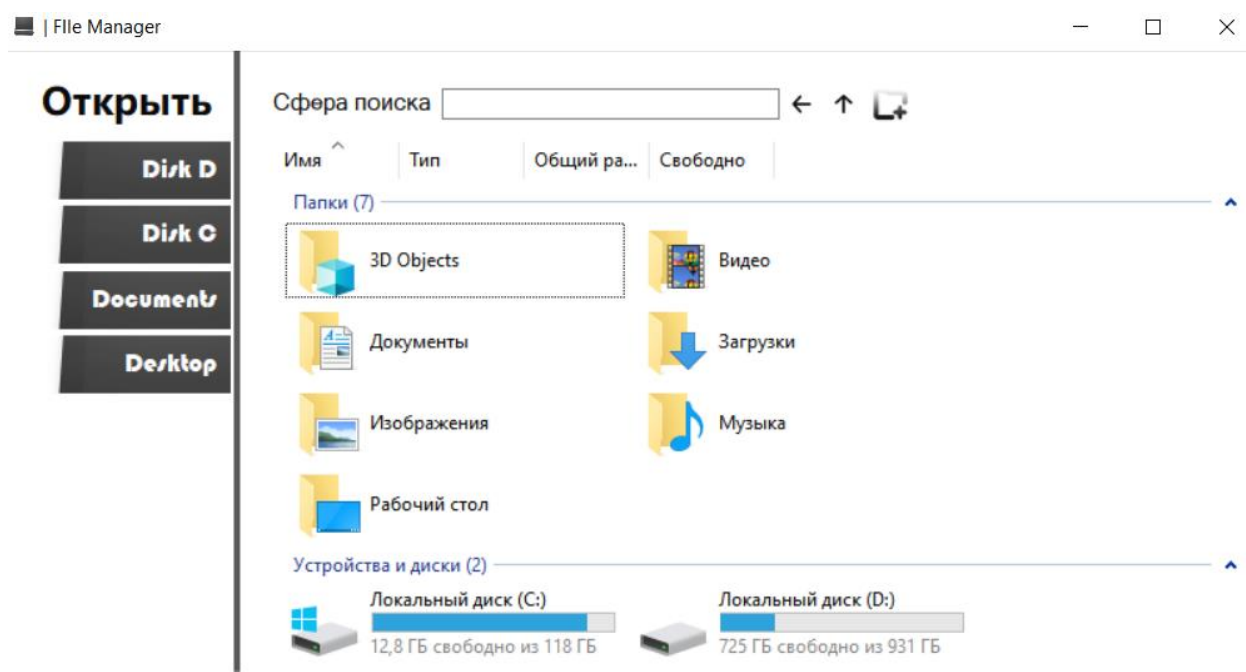 | FIle Manager
Открыть
Disk D
Disk C
Documents
Desktop
Сфера поиска
Имя Тип Общий ра... Свободно
Папки (7)
3D Objects Видео
Документы Загрузки
Изображения Музыка
Рабочий стол
Устройства и диски (2)
Локальный диск (C:) Локальный диск (D:)
12,8 ГБ свободно из 118 ГБ 725 ГБ свободно из 931 ГБ